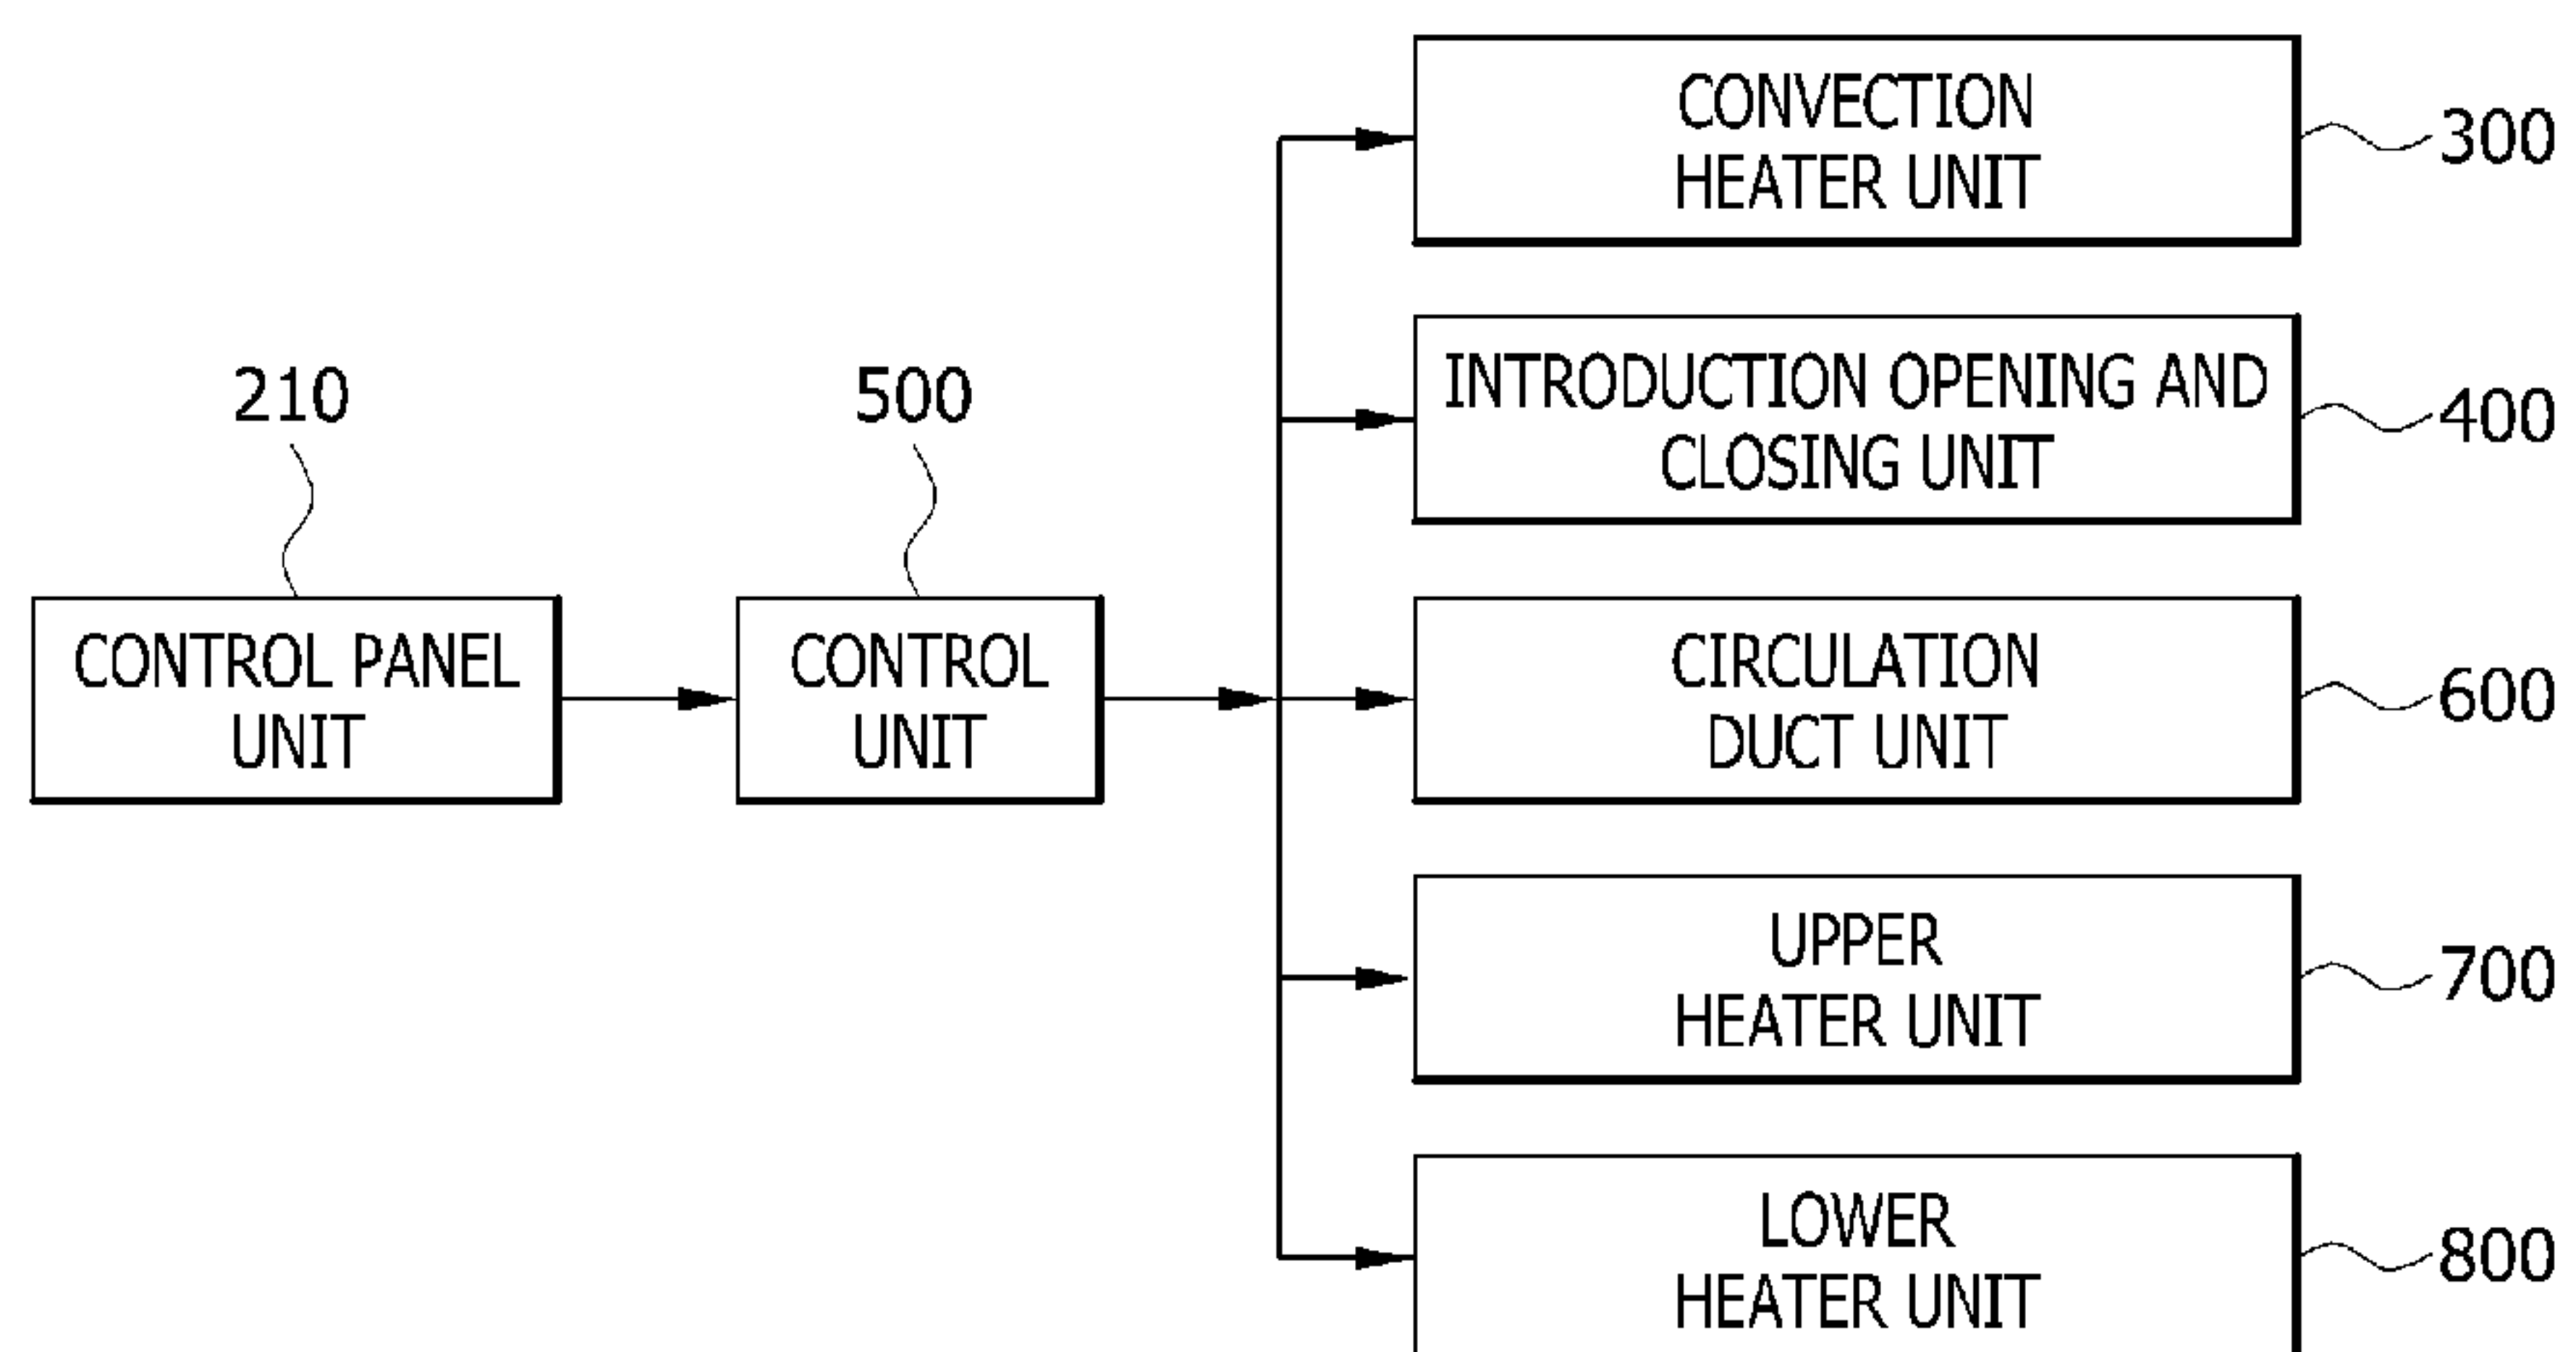 CONVECTION
HEATER UNIT
300
INTRODUCTION OPENING AND
CLOSING UNIT
400
210
500
CONTROL PANEL
UNIT
CONTROL
UNIT
CIRCULATION
DUCT UNIT
600
UPPER
HEATER UNIT
700
LOWER
HEATER UNIT
800